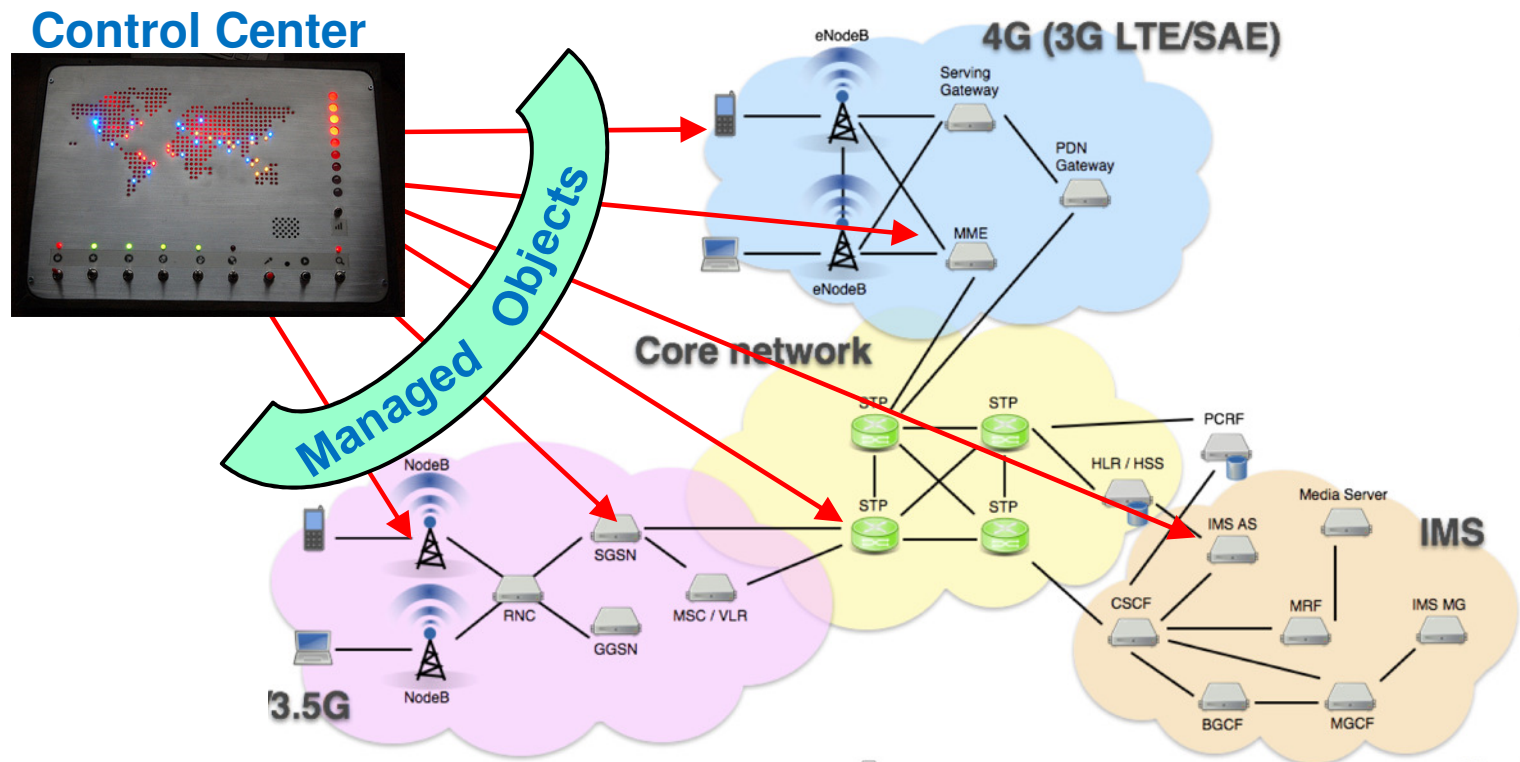 Control Center
Managed Objects
4G (3G LTE/SAE)
eNodeB
Serving
Gateway
PDN
Gateway
MME
eNodeB
Core network
STP
STP
STP
STP
PCRF
HLR / HSS
NodeB
SGSN
RNC
MSC / VLR
GGSN
NodeB
/3.5G
Media Server
IMS AS
IMS
CSCF
MRF
IMS MG
BGCF
MGCF